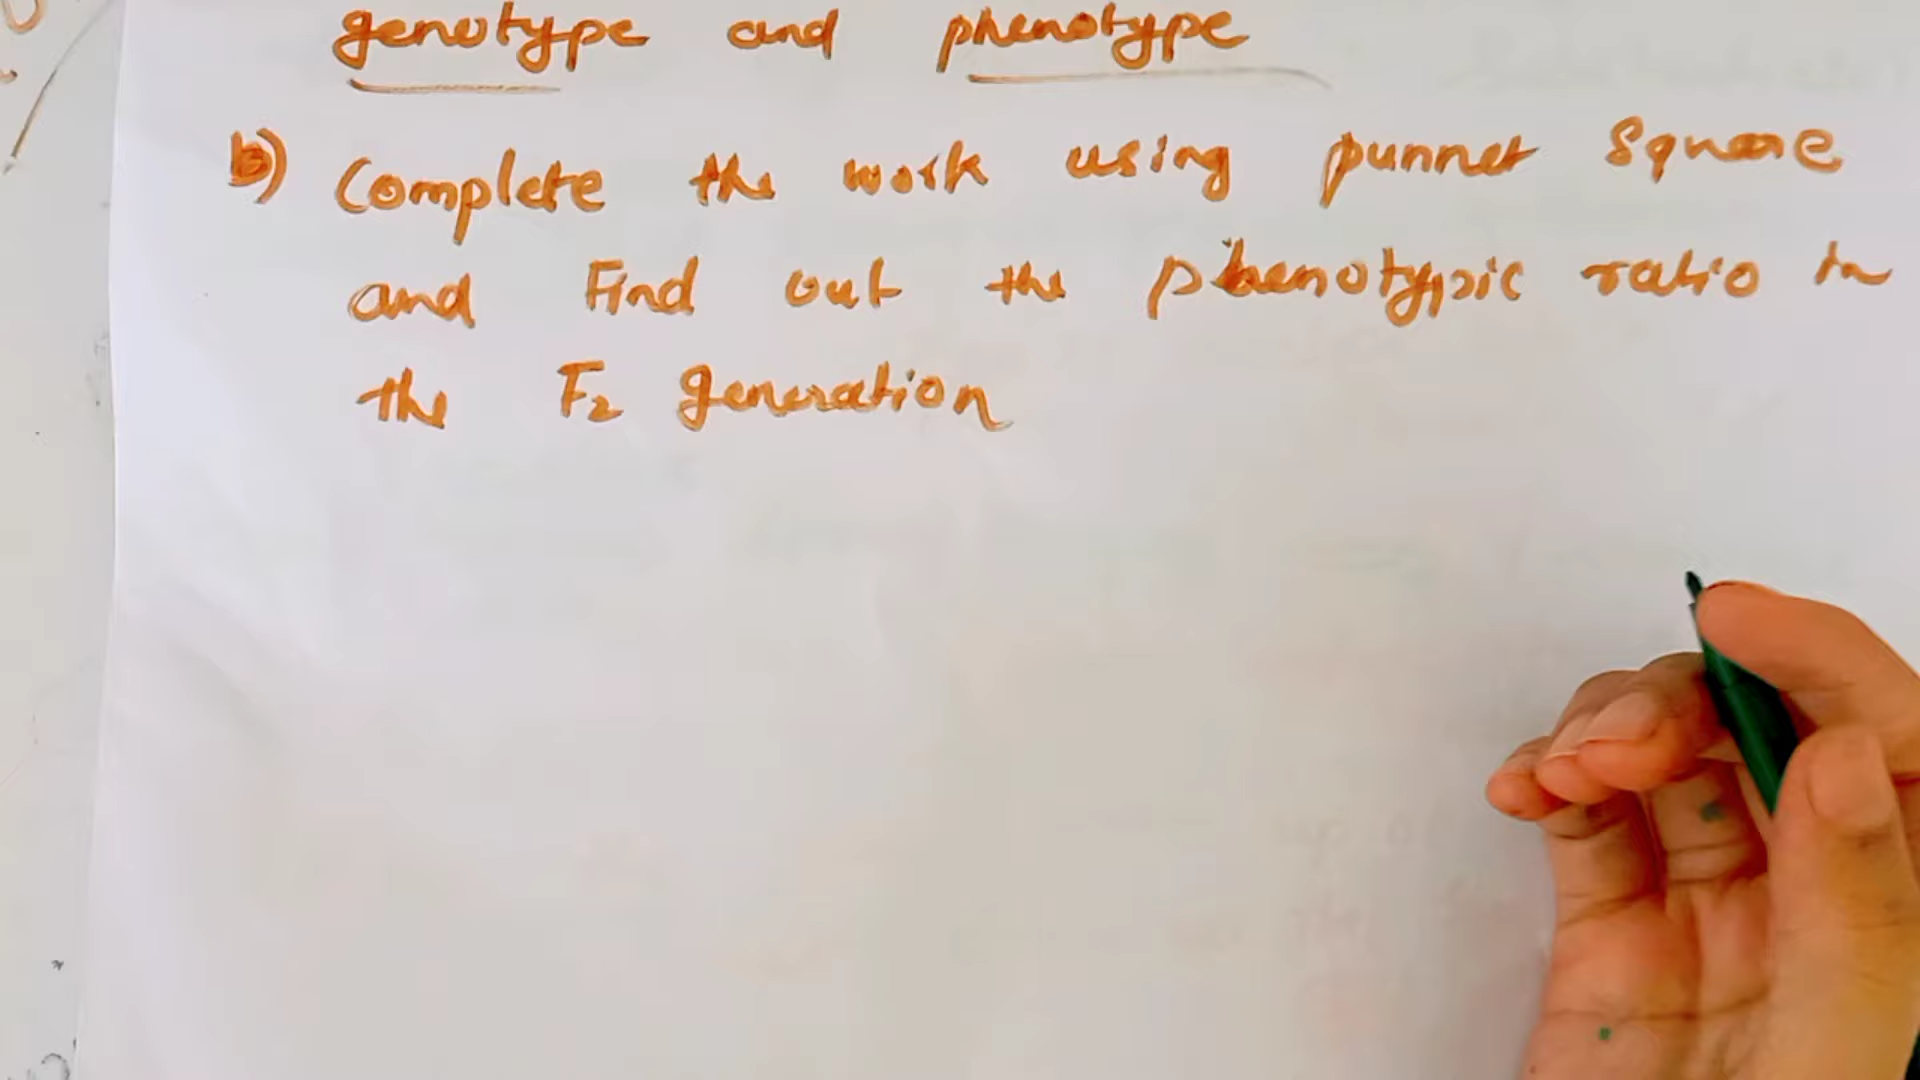 genotype and phenotype
b) Complete the work using punnet Square
and Find out the phenotypic ratio in
the F₂ generation